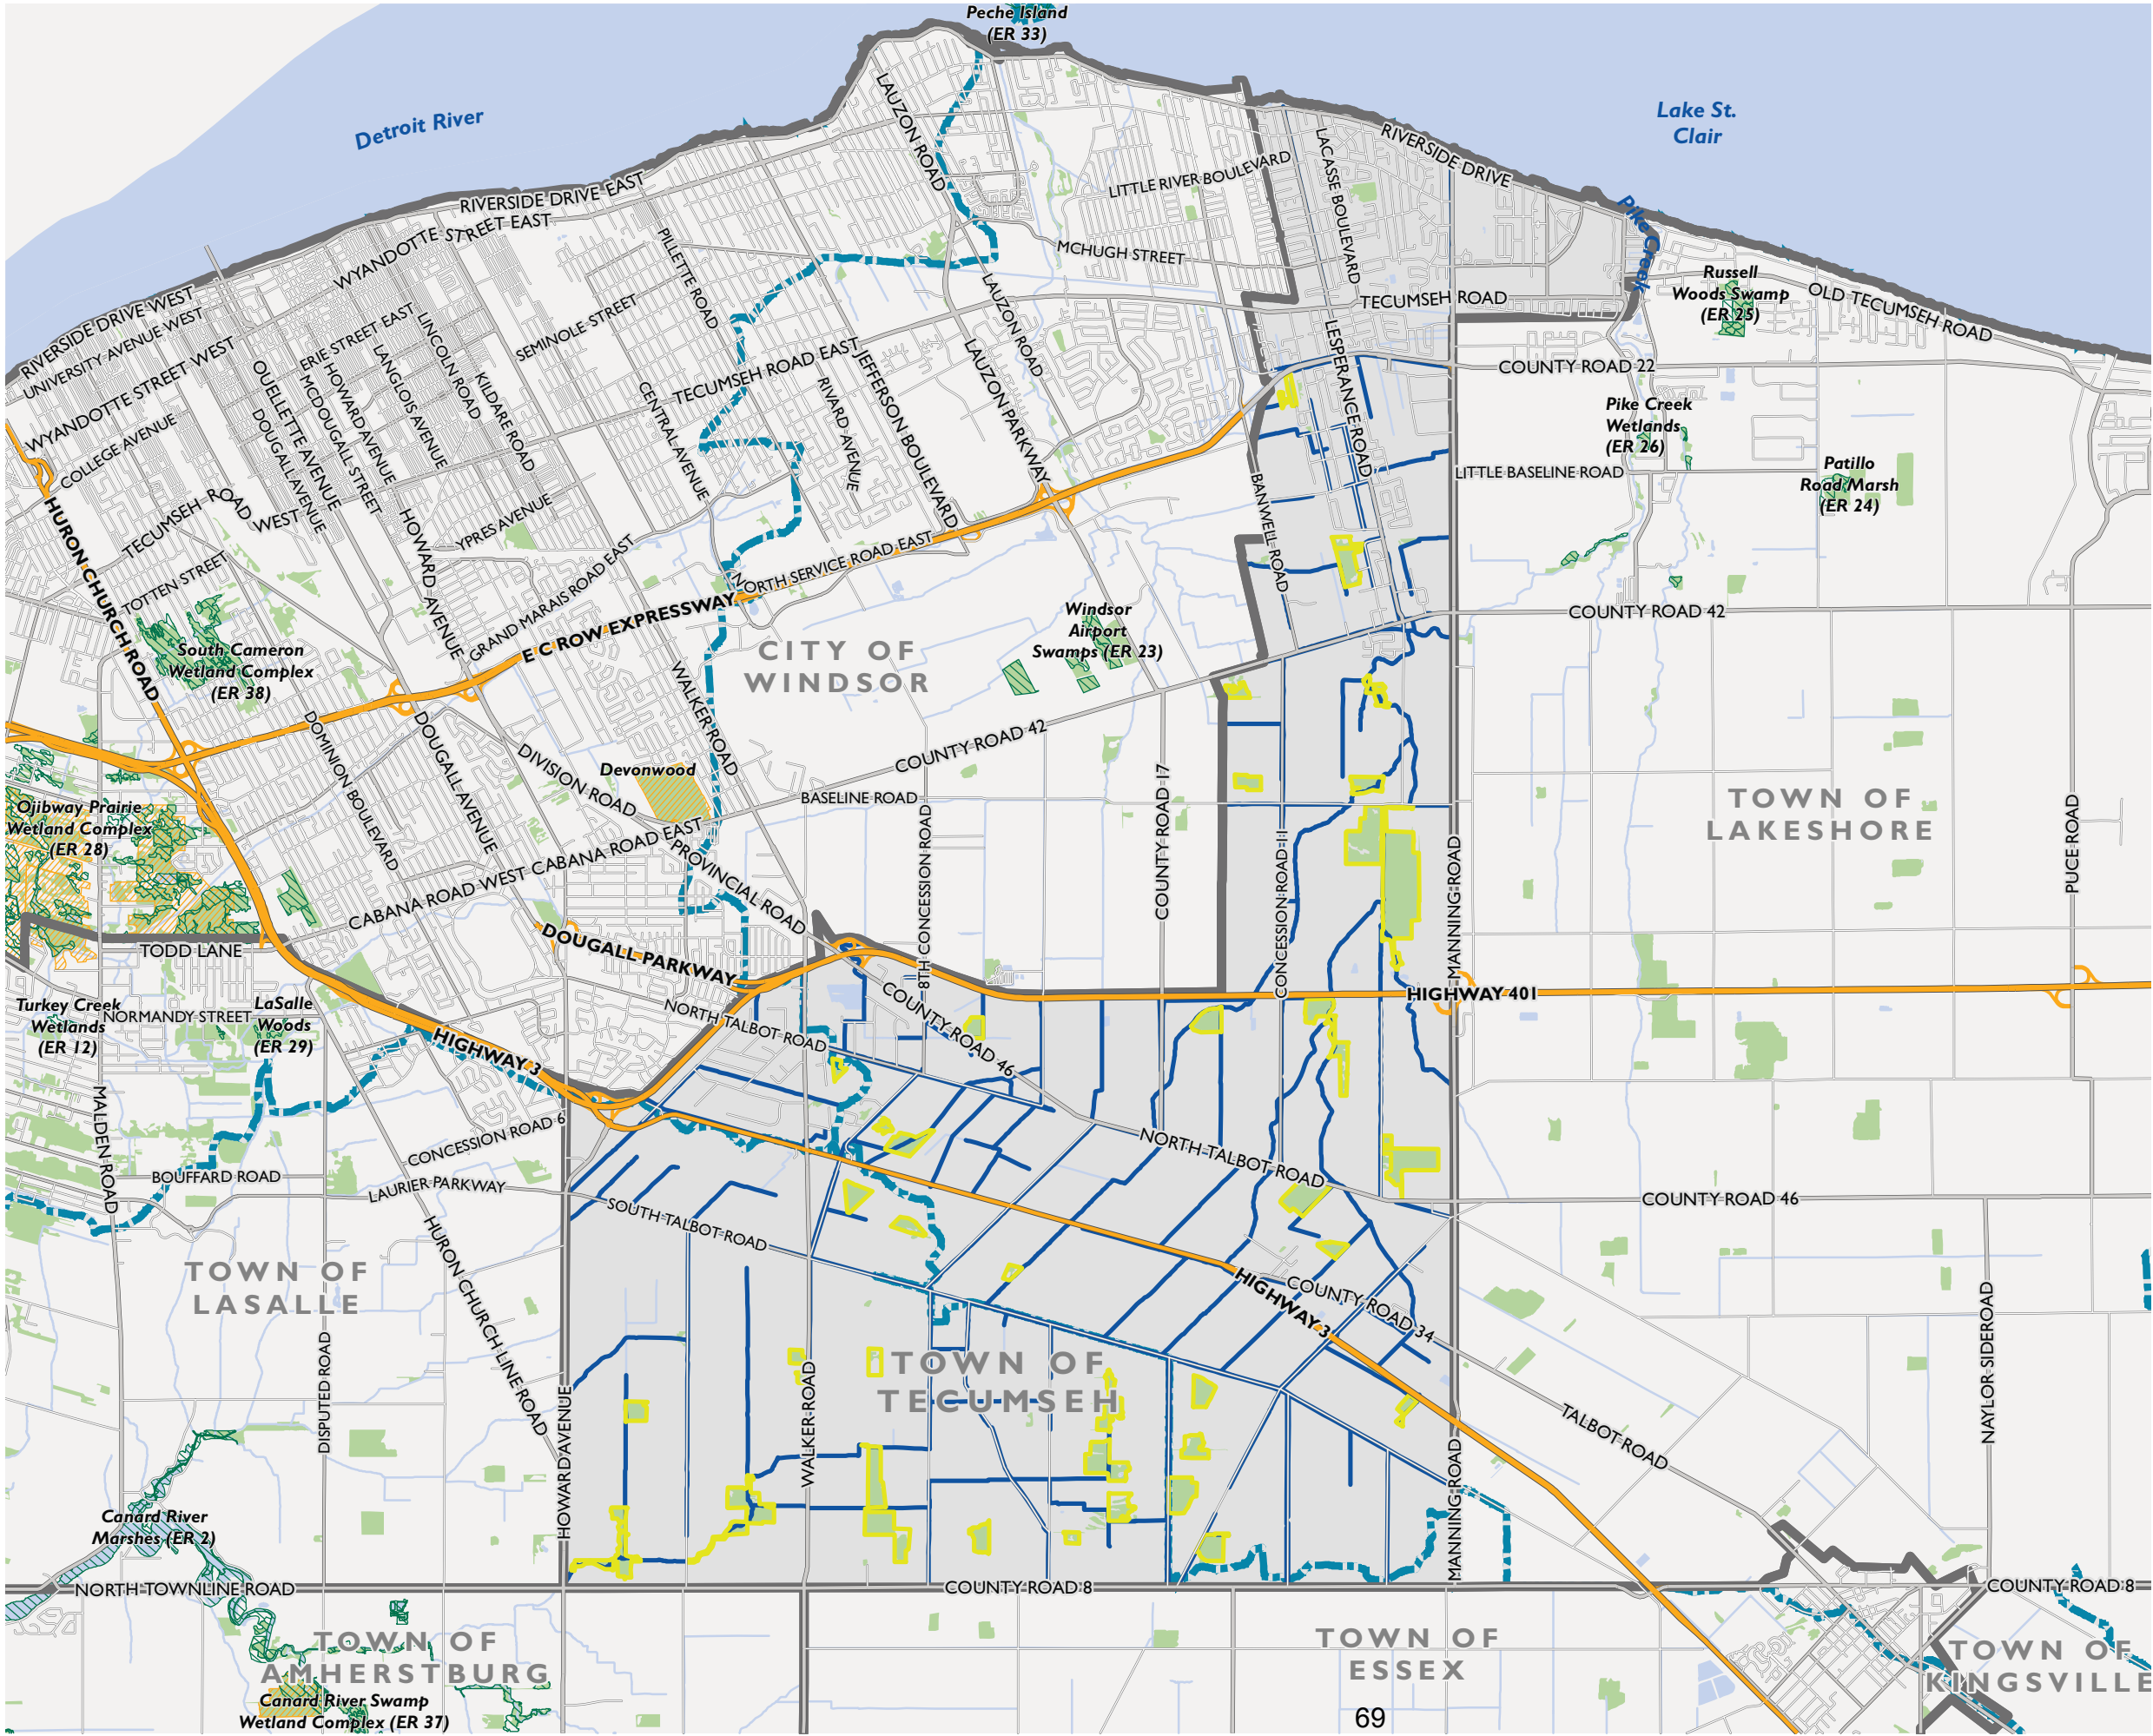 Peche Island
(ER 33)
Detroit River
Lake St.
Clair
LAUZON ROAD
RIVERSIDE DRIVE
LACASSE BOULEVARD
LITTLE RIVER BOULEVARD
RIVERSIDE DRIVE EAST
WYANDOTTE STREET EAST
Pike Creek
PILLETTE ROAD
MCHUGH STREET
Russell
Woods Swamp
(ER 25)
OLD TECUMSEH ROAD
LAUZON ROAD
TECUMSEH ROAD
RIVERSIDE DRIVE WEST
UNIVERSITY AVENUE WEST
WYANDOTTE STREET WEST
ERIE STREET EAST
LINCOLN ROAD
SEMINOLE STREET
LESPERANCE ROAD
TECUMSEH ROAD EAST
JEFFERSON BOULEVARD
LAUZON PARKWAY
COUNTY ROAD 22
OUELLETTE AVENUE
MCDOUGALL STREET
HOWARD AVENUE
LANGLOIS AVENUE
KILDARE ROAD
CENTRAL AVENUE
RIVARD AVENUE
DOUGALL AVENUE
COLLEGE AVENUE
Pike Creek
Wetlands
(ER 26)
Patillo
Road Marsh
(ER 24)
LITTLE BASELINE ROAD
BANWELL ROAD
HURON CHURCH ROAD
TECUMSEH ROAD WEST
HOWARD AVENUE
YPRES AVENUE
TOTTEN STREET
GRAND MARAIS ROAD EAST
NORTH SERVICE ROAD EAST
E C ROW EXPRESSWAY
Windsor
Airport
Swamps (ER 23)
COUNTY ROAD 42
South Cameron
Wetland Complex
(ER 38)
CITY OF
WINDSOR
WALKER ROAD
DOMINION BOULEVARD
DOUGALL AVENUE
DIVISION ROAD
COUNTY ROAD 42
Devonwood
BASELINE ROAD
COUNTY ROAD 17
TOWN OF
LAKESHORE
PUCE ROAD
Ojibway Prairie
Wetland Complex
(ER 28)
8TH CONCESSION ROAD
CONCESSION ROAD 11
MANNING ROAD
CABANA ROAD WEST
CABANA ROAD EAST
PROVINCIAL ROAD
TODD LANE
DOUGALL PARKWAY
HIGHWAY 401
Turkey Creek
Wetlands
(ER 12)
NORMANDY STREET
LaSalle
Woods
(ER 29)
NORTH TALBOT ROAD
COUNTY ROAD 46
HIGHWAY 3
MALDEN ROAD
CONCESSION ROAD 6
NORTH TALBOT ROAD
BOUFFARD ROAD
LAURIER PARKWAY
SOUTH TALBOT ROAD
COUNTY ROAD 46
HURON CHURCH LINE ROAD
TOWN OF
LASALLE
HIGHWAY 3
COUNTY ROAD 34
NAYLOR SIDEROAD
DISPUTED ROAD
HOWARD AVENUE
WALKER ROAD
TOWN OF
TECUMSEH
TALBOT ROAD
MANNING ROAD
Canard River
Marshes (ER 2)
NORTH TOWNLINE ROAD
COUNTY ROAD 8
COUNTY ROAD 8
TOWN OF
AMHERSTBURG
TOWN OF
ESSEX
TOWN OF
KINGSVILLE
Canard River Swamp
Wetland Complex (ER 37)
69